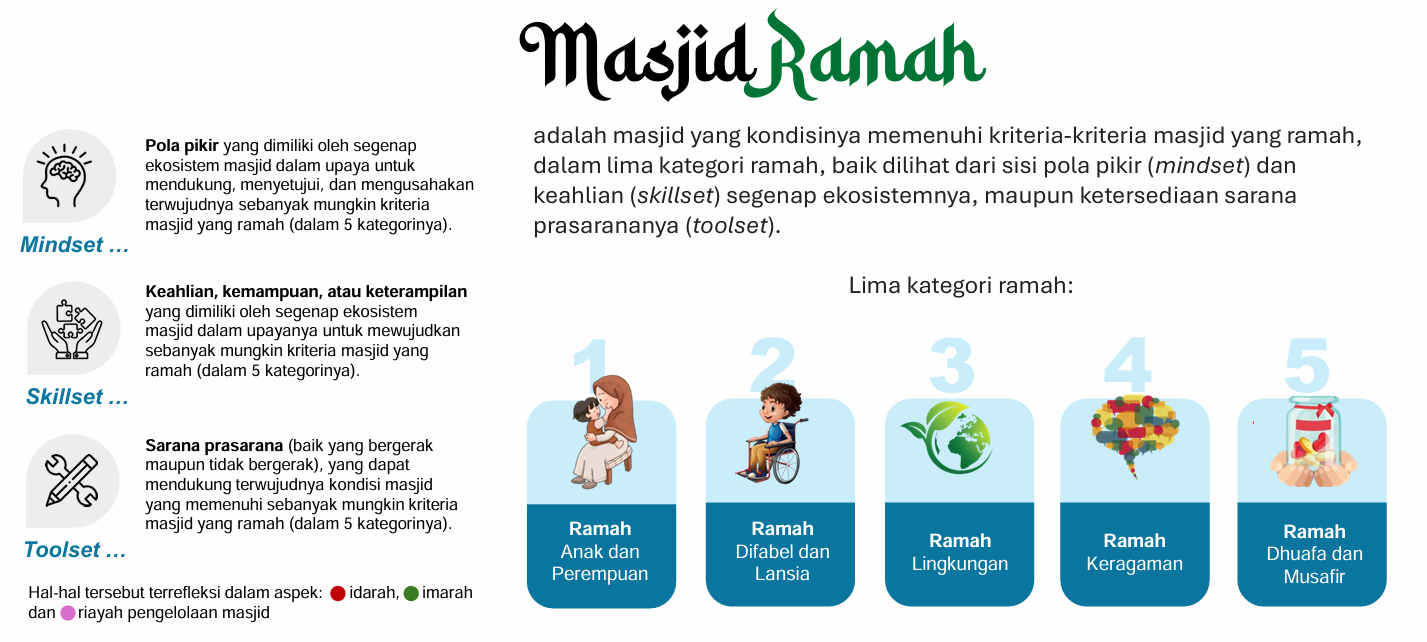 Masjid Ramah
adalah masjid yang kondisinya memenuhi kriteria-kriteria masjid yang ramah,
dalam lima kategori ramah, baik dilihat dari sisi pola pikir (mindset) dan
keahlian (skillset) segenap ekosistemnya, maupun ketersediaan sarana
prasarananya (toolset).
Pola pikir yang dimiliki oleh segenap
ekosistem masjid dalam upaya untuk
mendukung, menyetujui, dan mengusahakan
terwujudnya sebanyak mungkin kriteria
masjid yang ramah (dalam 5 kategorinya).
Mindset ...
Keahlian, kemampuan, atau keterampilan
yang dimiliki oleh segenap ekosistem
masjid dalam upayanya untuk mewujudkan
sebanyak mungkin kriteria masjid yang
ramah (dalam 5 kategorinya).
Skillset ...
Sarana prasarana (baik yang bergerak
maupun tidak bergerak), yang dapat
mendukung terwujudnya kondisi masjid
yang memenuhi sebanyak mungkin kriteria
masjid yang ramah (dalam 5 kategorinya).
Toolset ...
Hal-hal tersebut terrefleksi dalam aspek: idarah, imarah
dan riayah pengelolaan masjid
Lima kategori ramah:
1
Ramah
Anak dan
Perempuan
2
Ramah
Difabel dan
Lansia
3
Ramah
Lingkungan
4
Ramah
Keragaman
5
Ramah
Dhuafa dan
Musafir